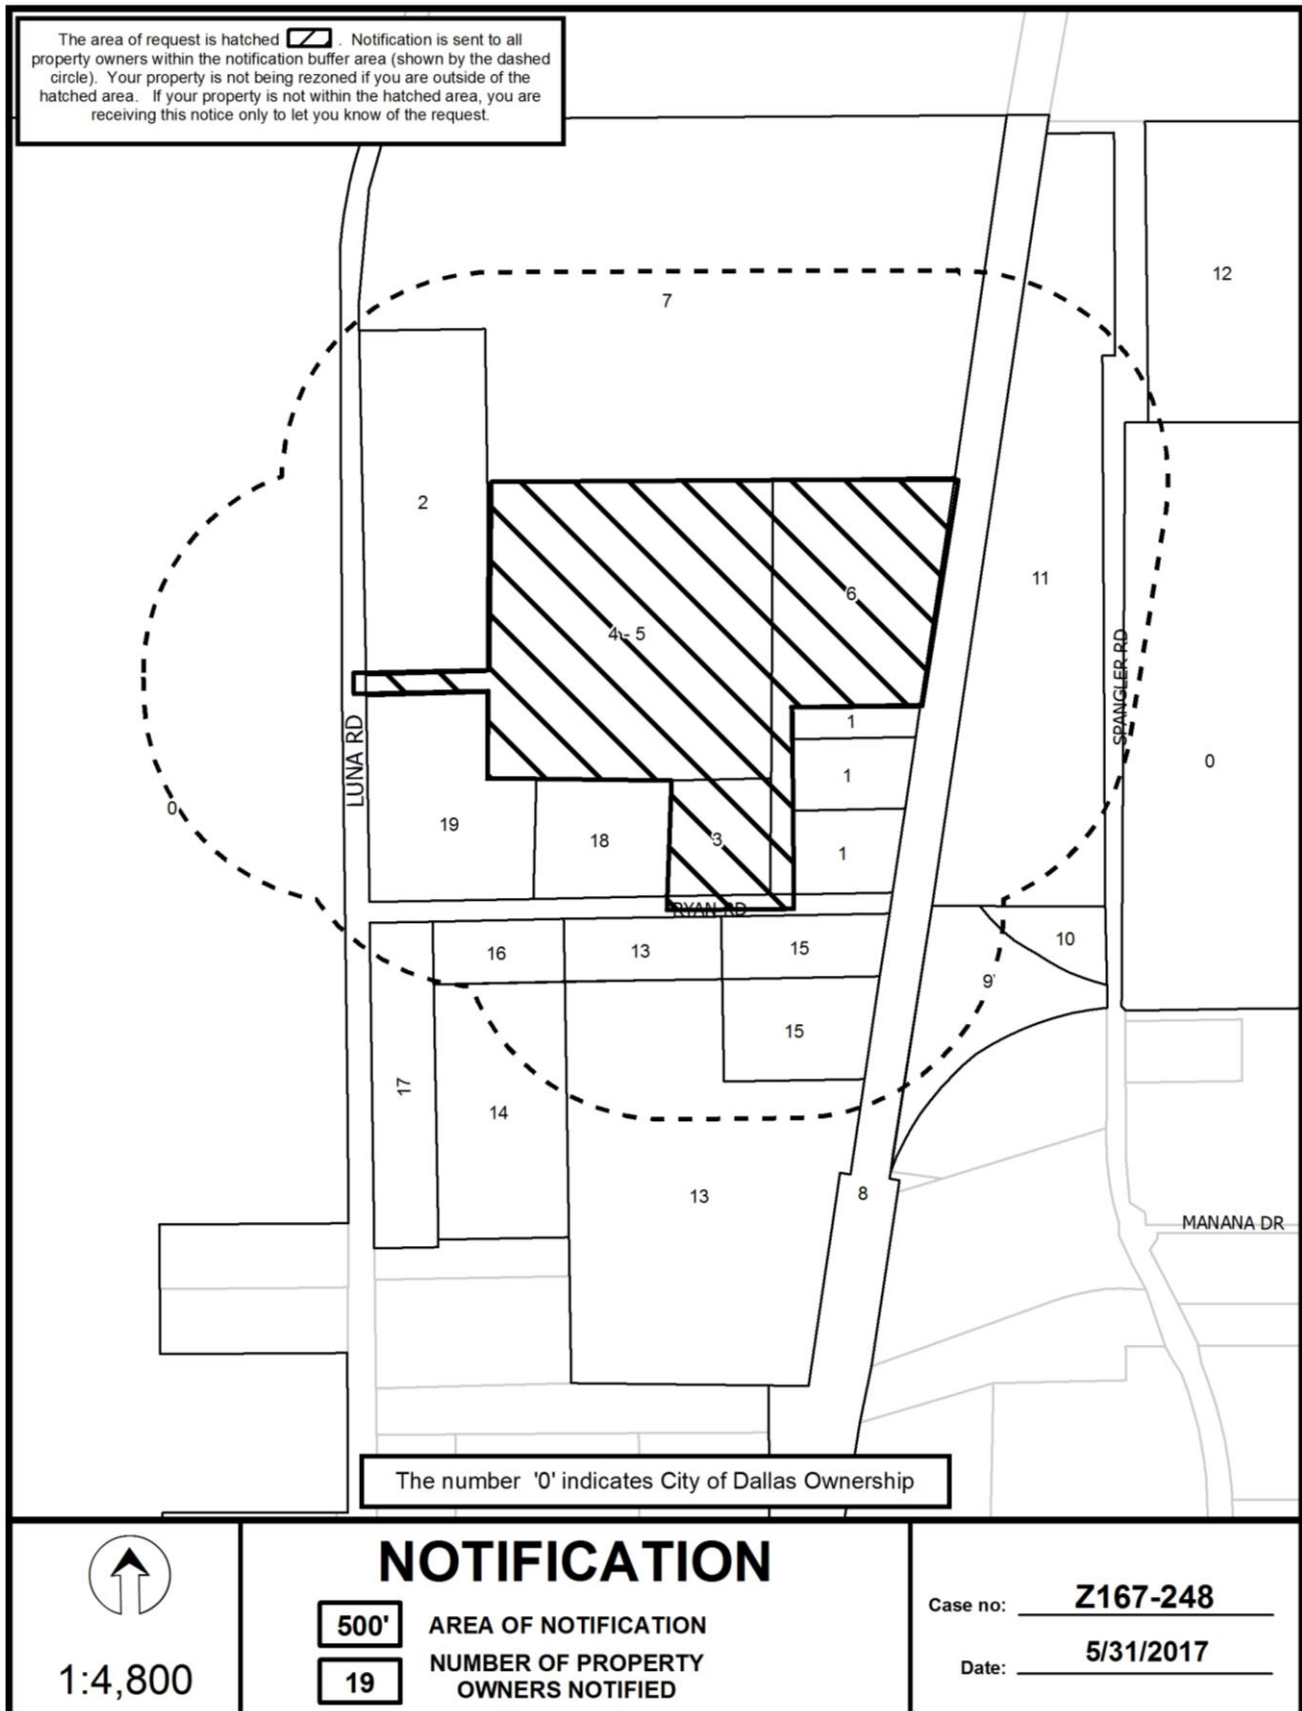 The area of request is hatched . Notification is sent to all
property owners within the notification buffer area (shown by the dashed
circle). Your property is not being rezoned if you are outside of the
hatched area. If your property is not within the hatched area, you are
receiving this notice only to let you know of the request.
12
7
2
11
6
4 - 5
SPANGLER RD
1
LUNA RD
0
1
0
19
18
3
1
RYAN RD
16
13
15
10
9
15
17
14
13
8
MANANA DR
The number '0' indicates City of Dallas Ownership
1:4,800
NOTIFICATION
500' AREA OF NOTIFICATION
19 NUMBER OF PROPERTY
OWNERS NOTIFIED
Case no: Z167-248
Date: 5/31/2017